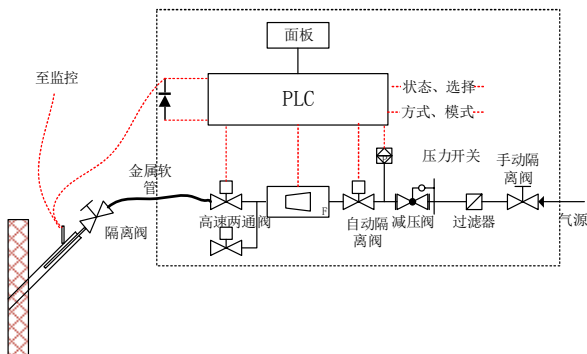 面板
至监控
PLC
状态、选择
方式、模式
金属软
管
压力开关
手动隔
离阀
P
F
隔离阀
高速两通阀
自动隔
离阀
减压阀
过滤器
气源